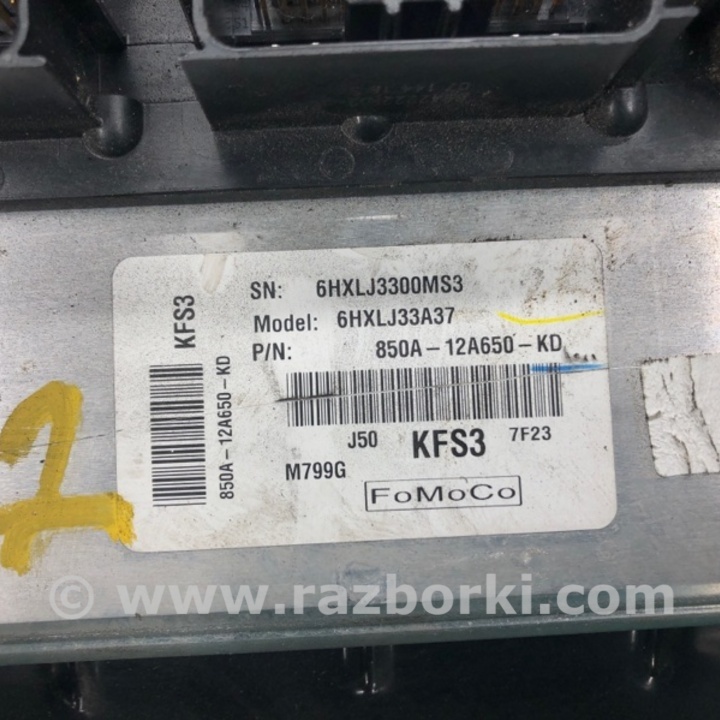 SN: 6HXLJ3300MS3
Model: 6HXLJ33A37
P/N: 850A-12A650-KD
KFS3
850A-12A650-KD
J50 KFS3 7F23
M799G
FoMoCo
7
© www.razborki.com